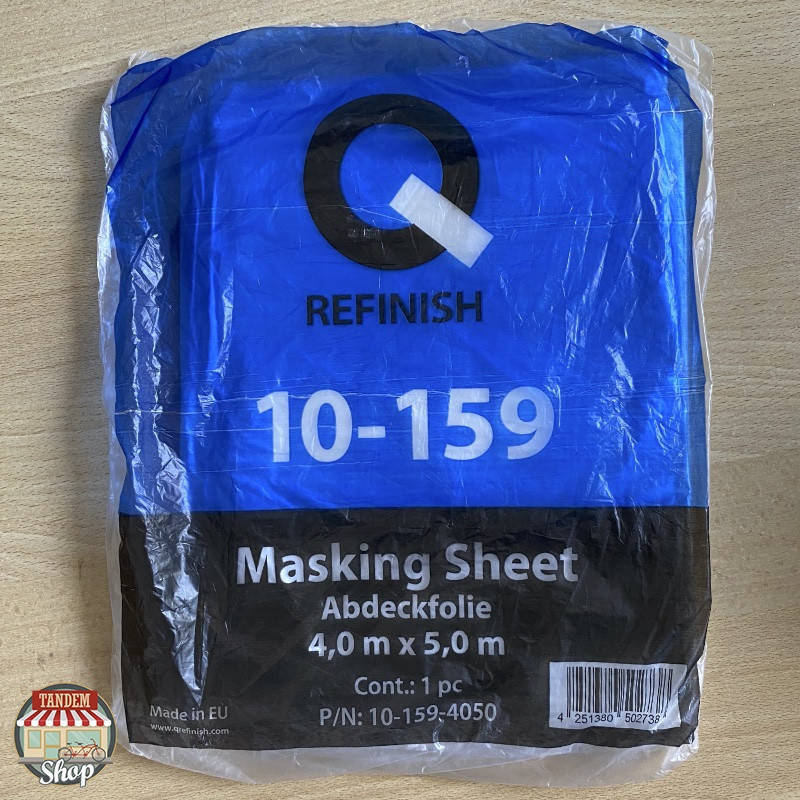 Q
REFINISH
10-159
Masking Sheet
Abdeckfolie
4,0 m x 5,0 m
Cont.: 1 pc
P/N: 10-159-4050
Made in EU
www.qrefinish.com
4 251380 502738
TANDEM
Shop